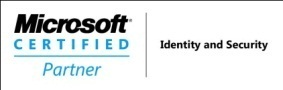 Microsoft
CERTIFIED
Partner
Identity and Security